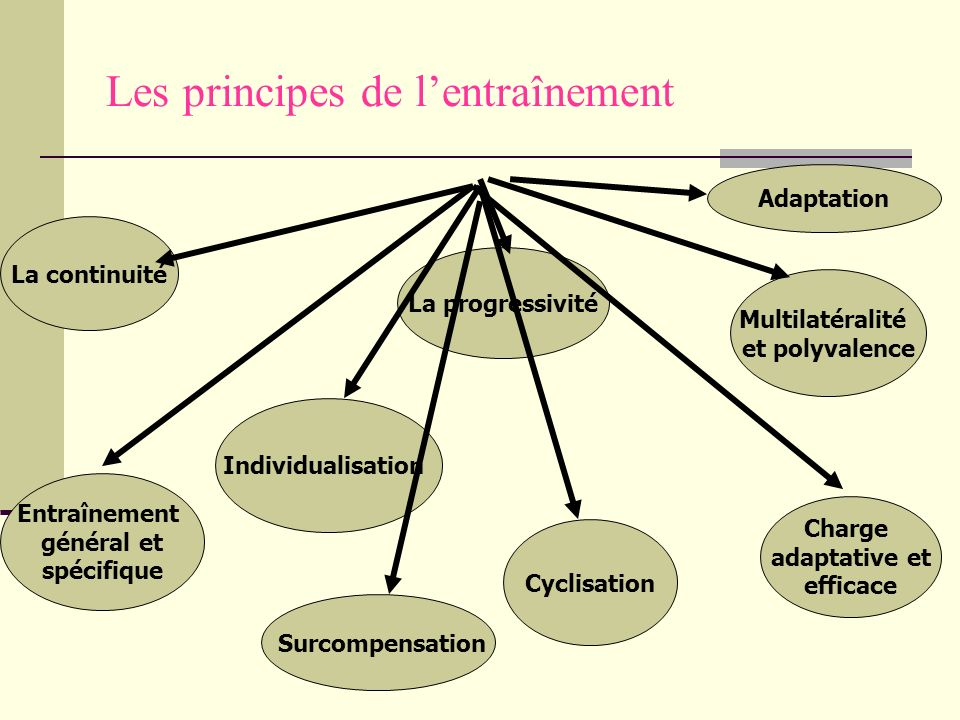 Les principes de l’entraînement
Adaptation
La continuité
La progressivité
Multilatéralité
et polyvalence
Individualisation
Entraînement
général et
spécifique
Charge
adaptative et
efficace
Cyclisation
Surcompensation